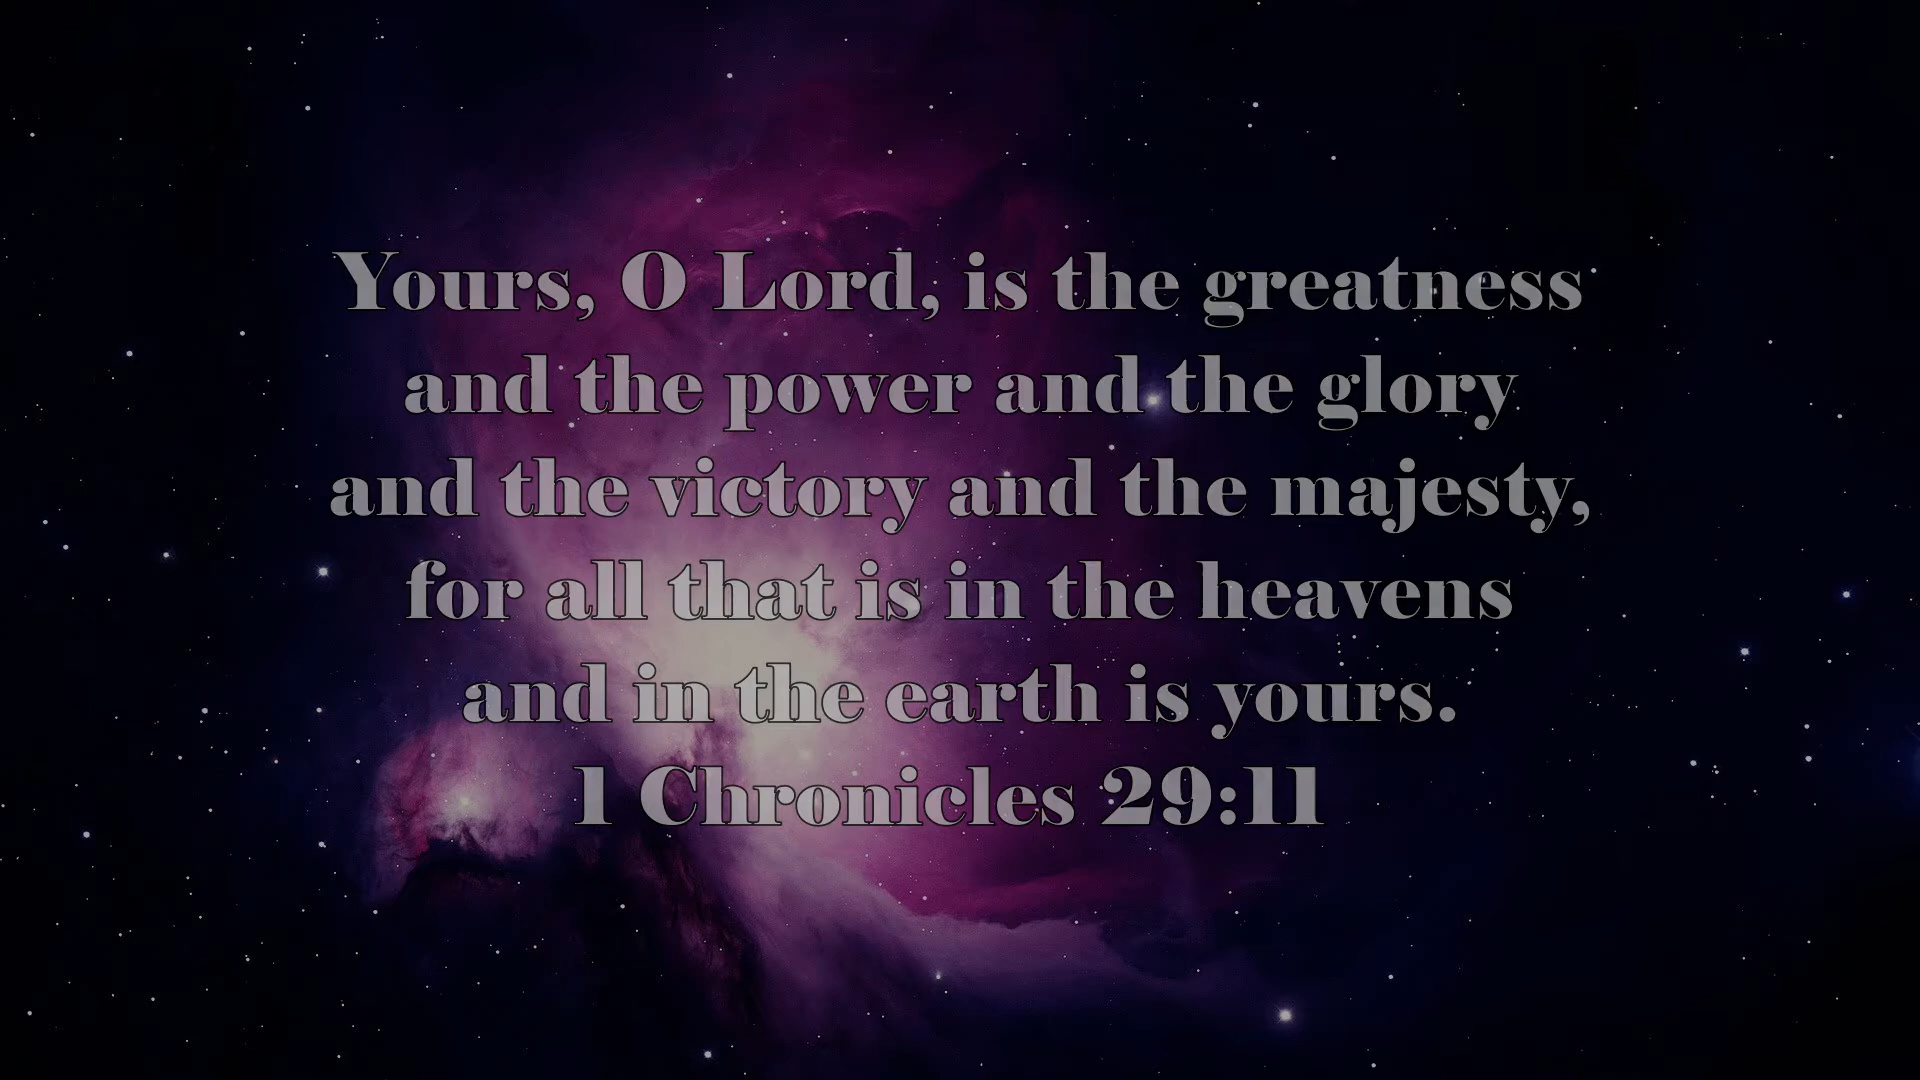 Yours, O Lord, is the greatness
and the power and the glory
and the victory and the majesty,
for all that is in the heavens
and in the earth is yours.
1 Chronicles 29:11